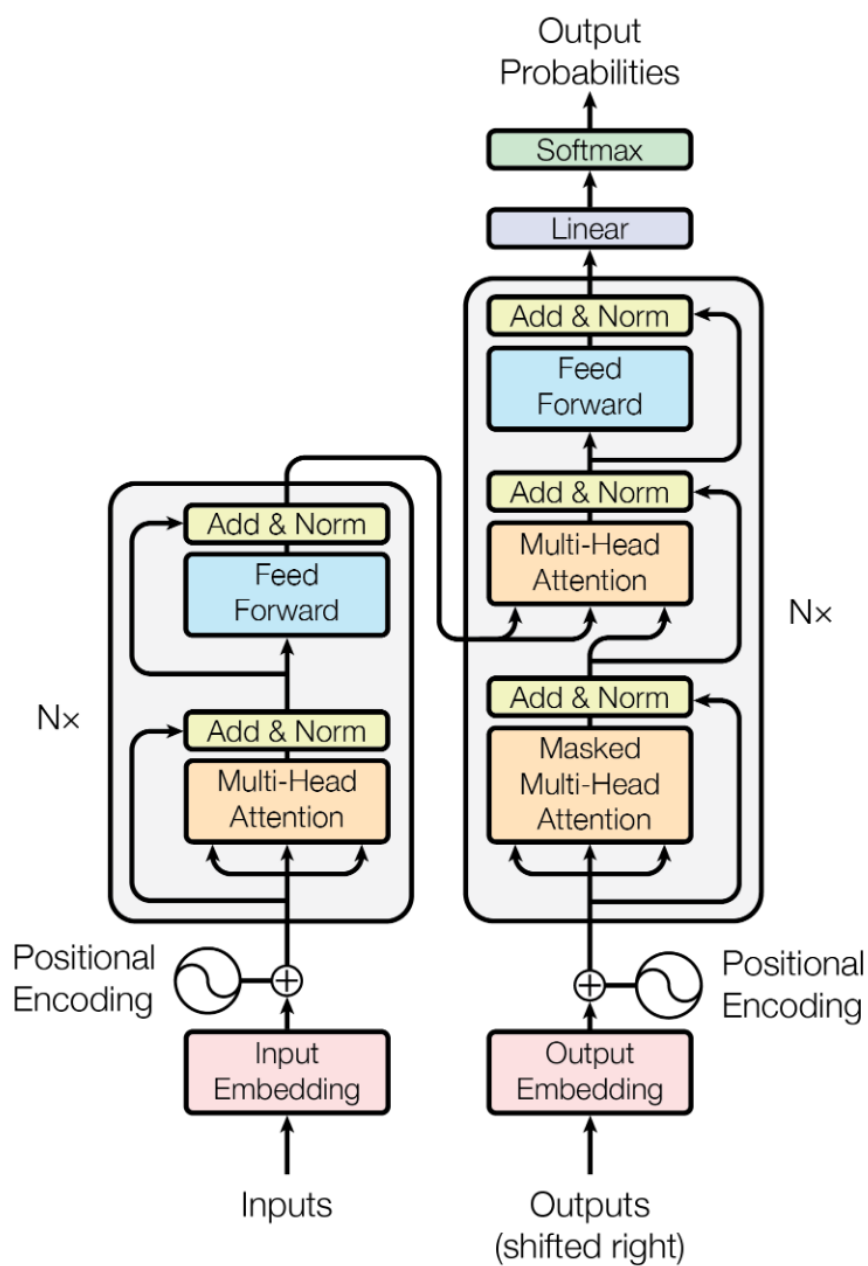 Output
Probabilities
Softmax
Linear
Add & Norm
Feed
Forward
Add & Norm
Multi-Head
Attention
Add & Norm
Masked
Multi-Head
Attention
N×
Add & Norm
Feed
Forward
Add & Norm
Multi-Head
Attention
N×
Positional
Encoding
Positional
Encoding
Input
Embedding
Output
Embedding
Inputs
Outputs
(shifted right)